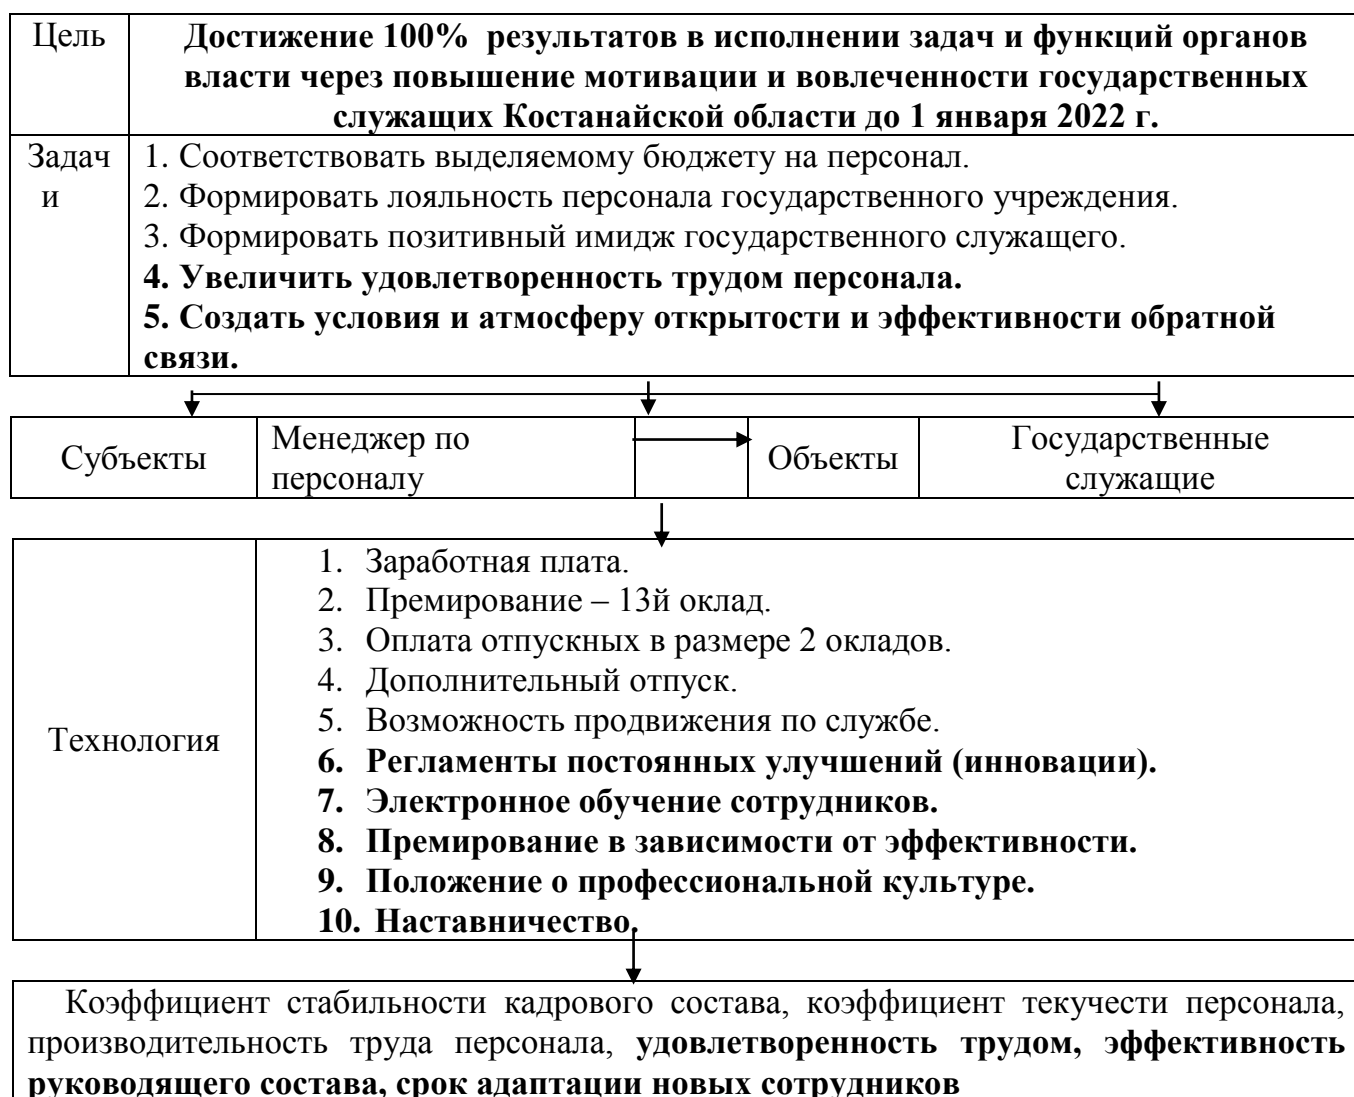 Цель
Достижение 100% результатов в исполнении задач и функций органов
власти через повышение мотивации и вовлеченности государственных
служащих Костанайской области до 1 января 2022 г.
Задач
и
1. Соответствовать выделяемому бюджету на персонал.
2. Формировать лояльность персонала государственного учреждения.
3. Формировать позитивный имидж государственного служащего.
4. Увеличить удовлетворенность трудом персонала.
5. Создать условия и атмосферу открытости и эффективности обратной
связи.
Субъекты
Менеджер по
персоналу
Объекты
Государственные
служащие
Технология
1. Заработная плата.
2. Премирование – 13й оклад.
3. Оплата отпускных в размере 2 окладов.
4. Дополнительный отпуск.
5. Возможность продвижения по службе.
6. Регламенты постоянных улучшений (инновации).
7. Электронное обучение сотрудников.
8. Премирование в зависимости от эффективности.
9. Положение о профессиональной культуре.
10. Наставничество.
Коэффициент стабильности кадрового состава, коэффициент текучести персонала,
производительность труда персонала, удовлетворенность трудом, эффективность
руководящего состава, срок адаптации новых сотрудников